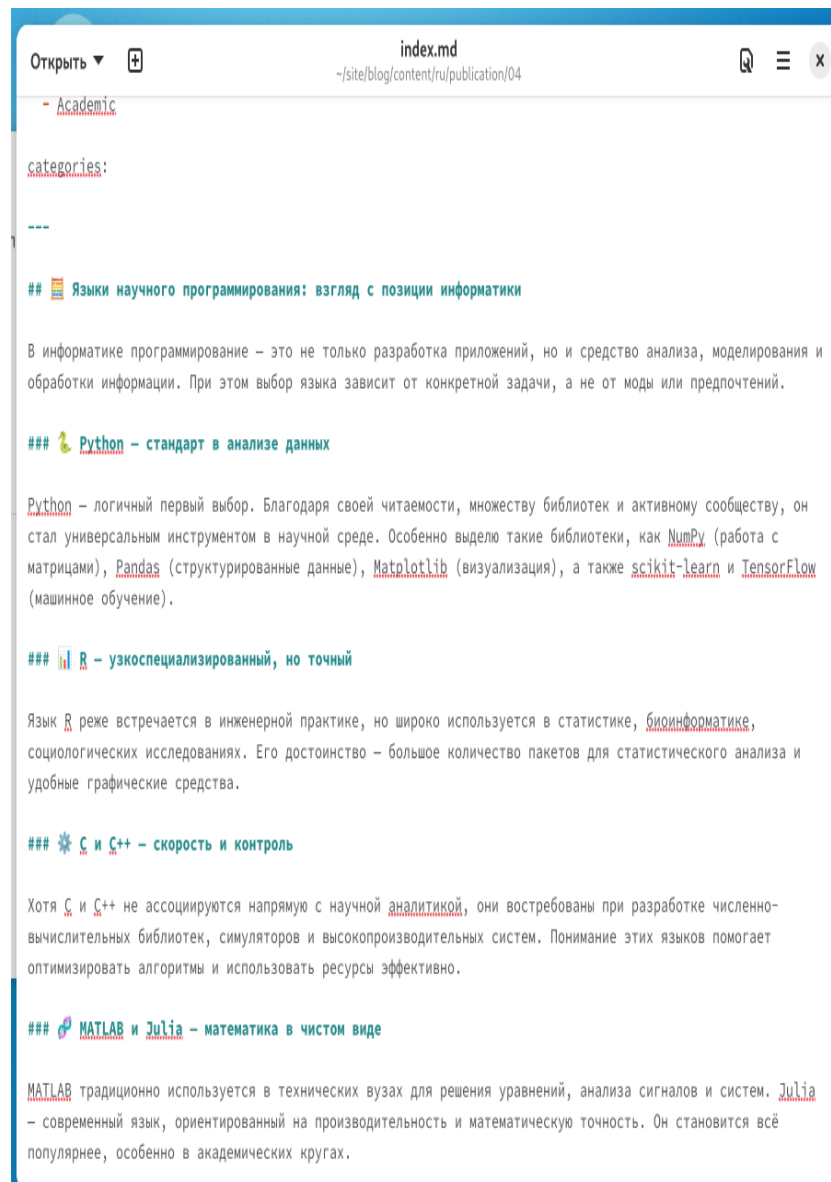 Открыть
index.md
~/site/blog/content/ru/publication/04
- Academic
categories:
---
## 🧮 Языки научного программирования: взгляд с позиции информатики
В информатике программирование – это не только разработка приложений, но и средство анализа, моделирования и
обработки информации. При этом выбор языка зависит от конкретной задачи, а не от моды или предпочтений.
### 🐍 Python – стандарт в анализе данных
Python – логичный первый выбор. Благодаря своей читаемости, множеству библиотек и активному сообществу, он
стал универсальным инструментом в научной среде. Особенно выделю такие библиотеки, как NumPy (работа с
матрицами), Pandas (структурированные данные), Matplotlib (визуализация), а также scikit-learn и TensorFlow
(машинное обучение).
### 📊 R – узкоспециализированный, но точный
Язык R реже встречается в инженерной практике, но широко используется в статистике, биоинформатике,
социологических исследованиях. Его достоинство – большое количество пакетов для статистического анализа и
удобные графические средства.
### ⚙️ C и C++ – скорость и контроль
Хотя C и C++ не ассоциируются напрямую с научной аналитикой, они востребованы при разработке численно-
вычислительных библиотек, симуляторов и высокопроизводительных систем. Понимание этих языков помогает
оптимизировать алгоритмы и использовать ресурсы эффективно.
### 🧬 MATLAB и Julia – математика в чистом виде
MATLAB традиционно используется в технических вузах для решения уравнений, анализа сигналов и систем. Julia
– современный язык, ориентированный на производительность и математическую точность. Он становится всё
популярнее, особенно в академических кругах.